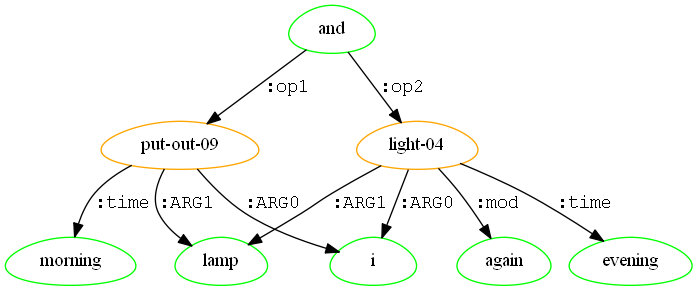 and
:op1 :op2
put-out-09 light-04
:time :ARG1 :ARG0 :ARG1 :ARG0 :mod :time
morning lamp i again evening